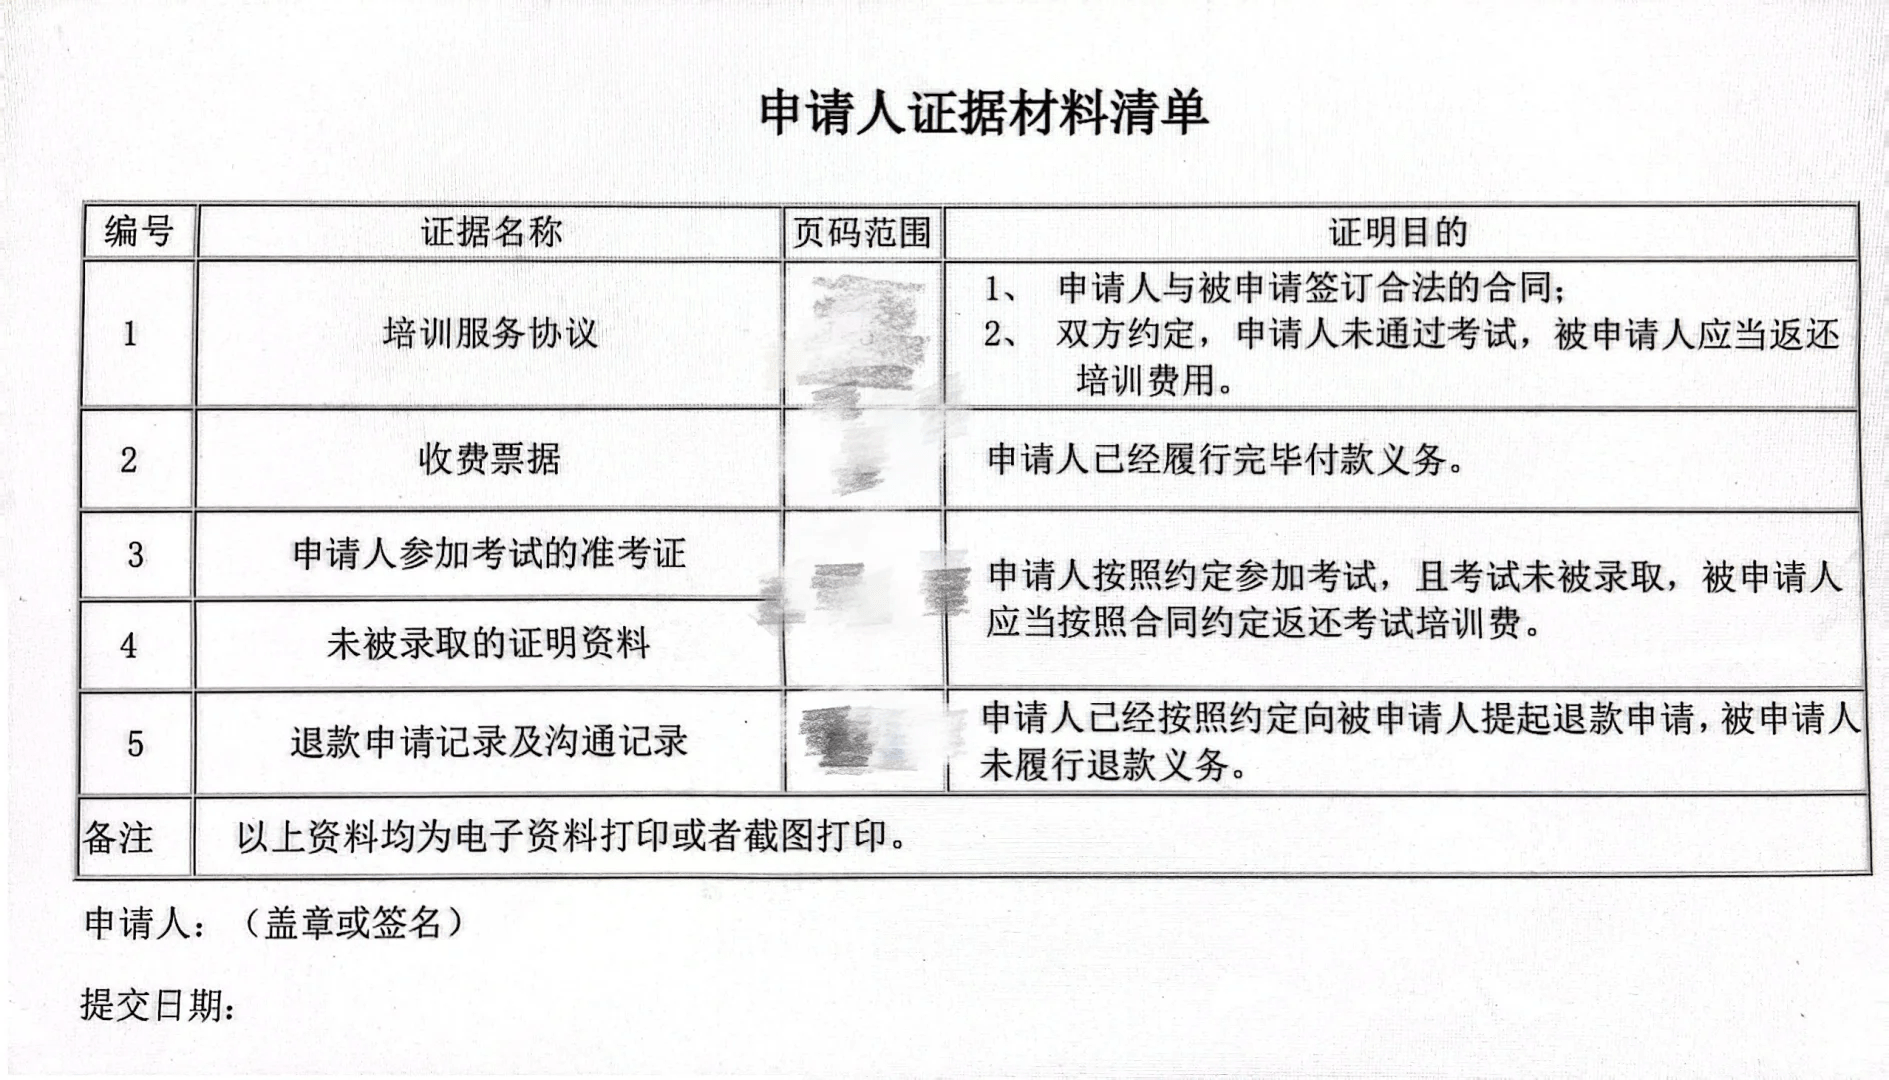 申请人证据材料清单
编号 证据名称 页码范围 证明目的
1 培训服务协议
1、 申请人与被申请签订合法的合同;
2、 双方约定，申请人未通过考试，被申请人应当返还
培训费用。
2 收费票据 申请人已经履行完毕付款义务。
3 申请人参加考试的准考证
申请人按照约定参加考试，且考试未被录取，被申请人
应当按照合同约定返还考试培训费。
4 未被录取的证明资料
5 退款申请记录及沟通记录
申请人已经按照约定向被申请人提起退款申请，被申请人
未履行退款义务。
备注 以上资料均为电子资料打印或者截图打印。
申请人：（盖章或签名）
提交日期：